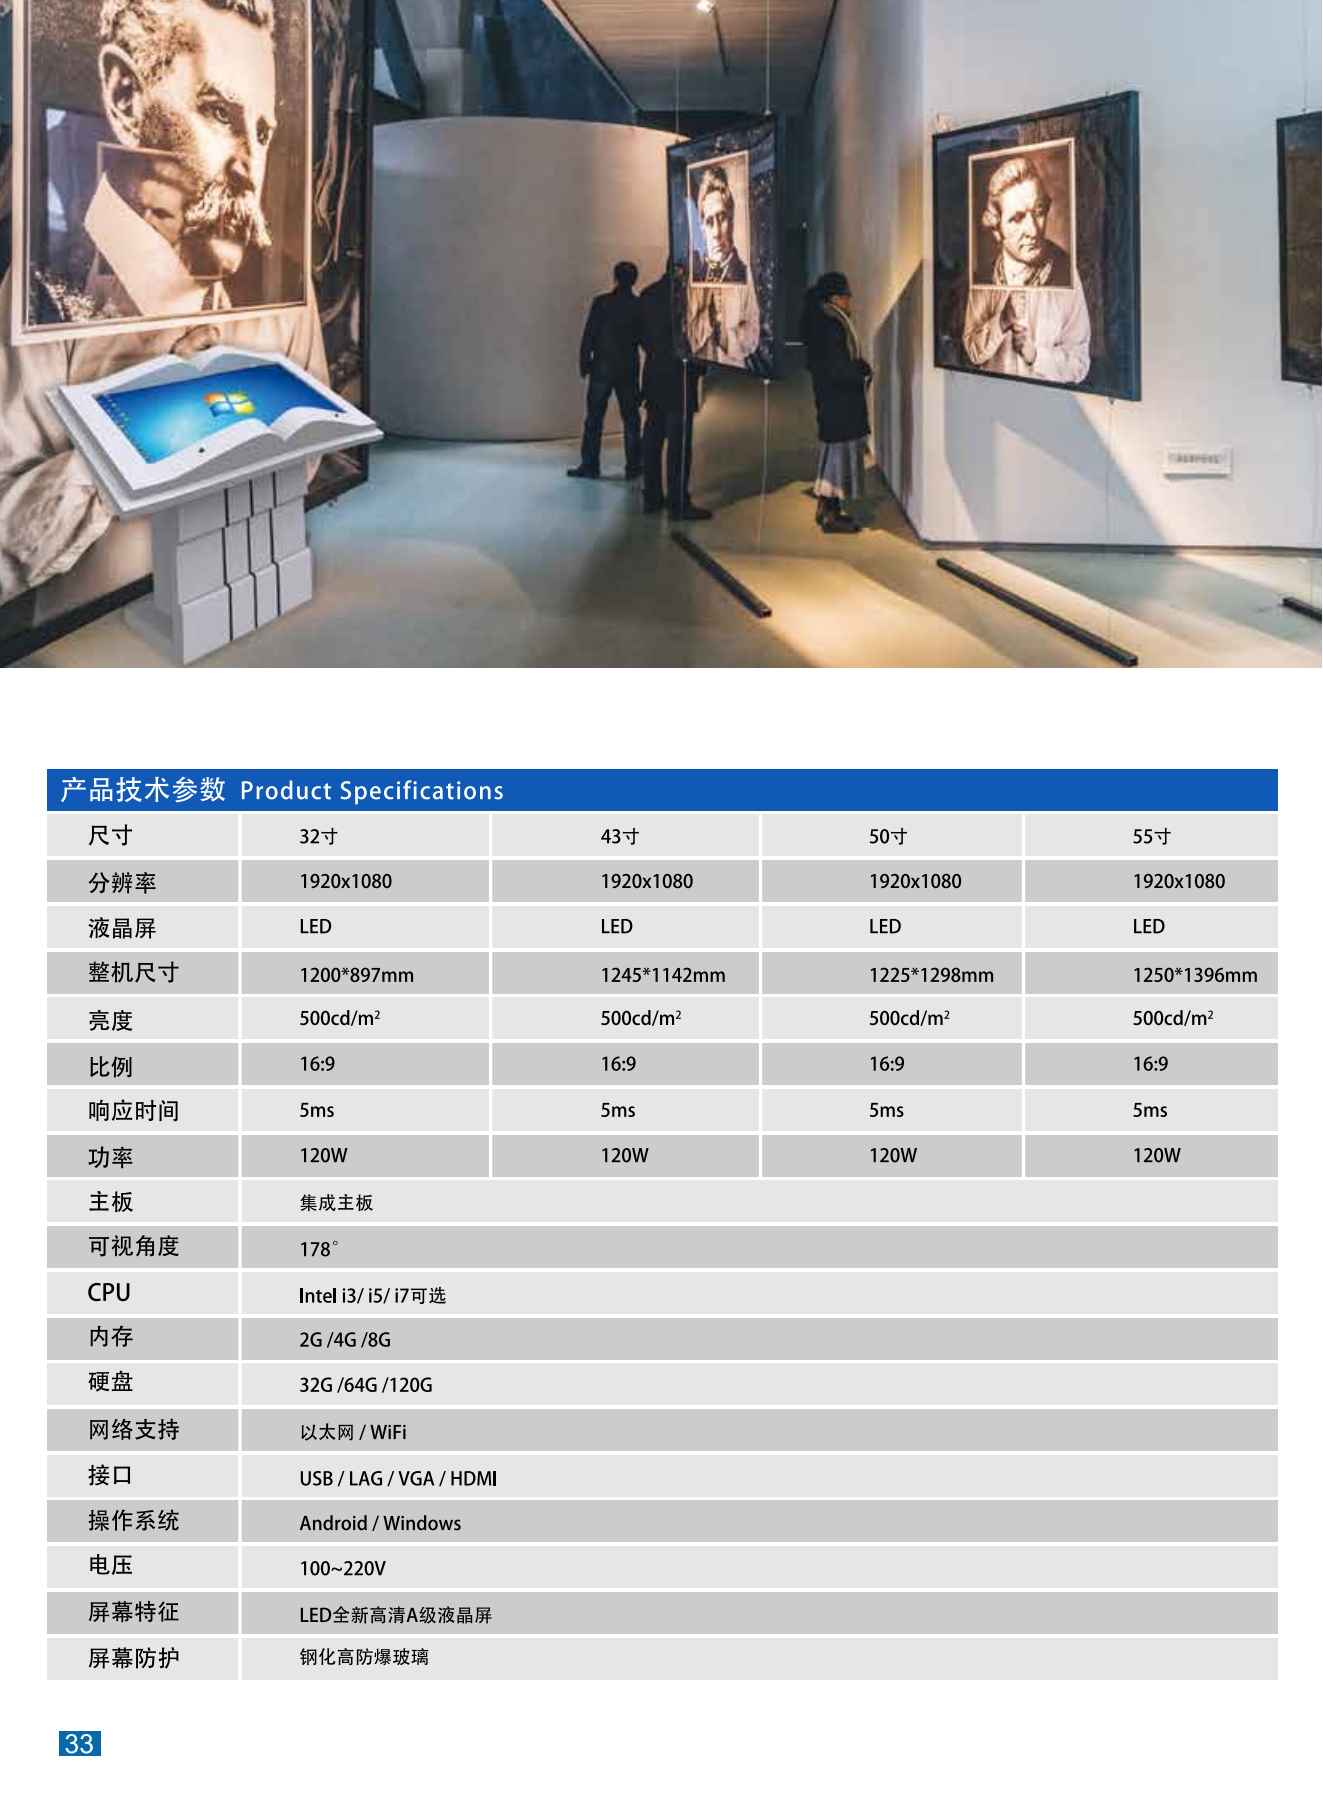 产品技术参数 Product Specifications
尺寸 32寸 43寸 50寸 55寸
分辨率 1920x1080 1920x1080 1920x1080 1920x1080
液晶屏 LED LED LED LED
整机尺寸 1200*897mm 1245*1142mm 1225*1298mm 1250*1396mm
亮度 500cd/m² 500cd/m² 500cd/m² 500cd/m²
比例 16:9 16:9 16:9 16:9
响应时间 5ms 5ms 5ms 5ms
功率 120W 120W 120W 120W
主板 集成主板
可视角度 178°
CPU Intel i3/ i5/ i7可选
内存 2G /4G /8G
硬盘 32G /64G /120G
网络支持 以太网 / WiFi
接口 USB / LAG / VGA / HDMI
操作系统 Android / Windows
电压 100~220V
屏幕特征 LED全新高清A级液晶屏
屏幕防护 钢化高防爆玻璃
33